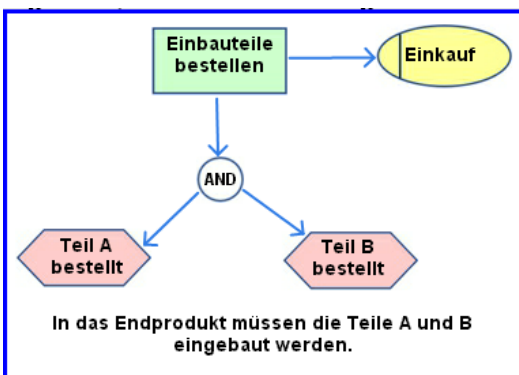 Einbauteile
bestellen
Einkauf
AND
Teil A
bestellt
Teil B
bestellt
In das Endprodukt müssen die Teile A und B
eingebaut werden.